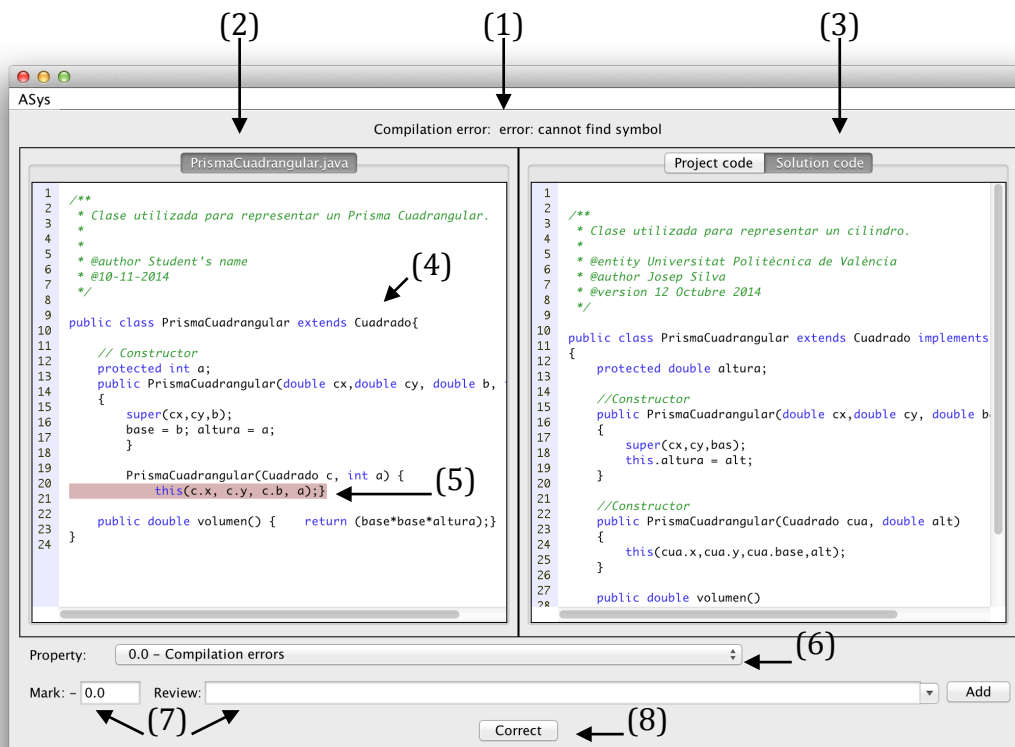 (2) (1) (3)
ASys
Compilation error: error: cannot find symbol
PrismaCuadrangular.java
1
2 /**
3 * Clase utilizada para representar un Prisma Cuadrangular.
4 *
5 *
6 * @author Student's name
7 * @10-11-2014
8 */
9
10 public class PrismaCuadrangular extends Cuadrado{
11
12 // Constructor
13 protected int a;
14 public PrismaCuadrangular(double cx,double cy, double b,
15 {
16 super(cx,cy,b);
17 base = b; altura = a;
18 }
19
20 PrismaCuadrangular(Cuadrado c, int a) {
21 this(c.x, c.y, c.b, a);}
22
23 public double volumen() { return (base*base*altura);}
24 }
(4)
(5)
Project code Solution code
1
2 /**
3 * Clase utilizada para representar un cilindro.
4 *
5 * @entity Universitat Politècnica de València
6 * @author Josep Silva
7 * @version 12 Octubre 2014
8 */
9
10 public class PrismaCuadrangular extends Cuadrado implements
11 {
12 protected double altura;
13
14 //Constructor
15 public PrismaCuadrangular(double cx,double cy, double b
16 {
17 super(cx,cy,bas);
18 this.altura = alt;
19 }
20
21 //Constructor
22 public PrismaCuadrangular(Cuadrado cua, double alt)
23 {
24 this(cua.x,cua.y,cua.base,alt);
25 }
26
27 public double volumen()
28
Property: 0.0 – Compilation errors (6)
Mark: – 0.0 Review: Add
(7)
Correct (8)